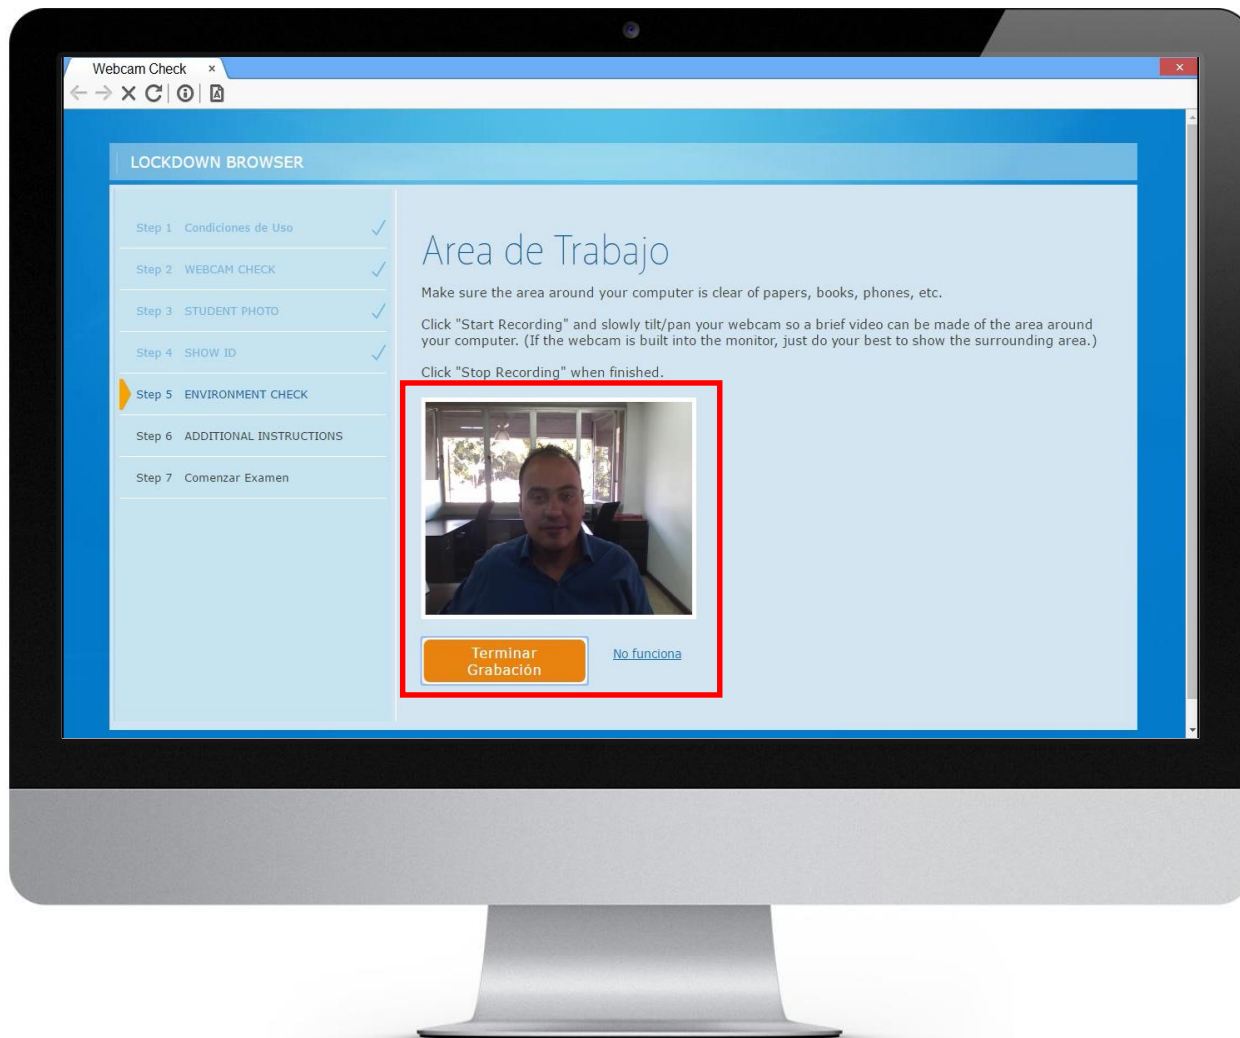 Webcam Check
LOCKDOWN BROWSER
Step 1 Condiciones de Uso
Step 2 WEBCAM CHECK
Step 3 STUDENT PHOTO
Step 4 SHOW ID
Step 5 ENVIRONMENT CHECK
Step 6 ADDITIONAL INSTRUCTIONS
Step 7 Comenzar Examen
Area de Trabajo
Make sure the area around your computer is clear of papers, books, phones, etc.
Click "Start Recording" and slowly tilt/pan your webcam so a brief video can be made of the area around
your computer. (If the webcam is built into the monitor, just do your best to show the surrounding area.)
Click "Stop Recording" when finished.
Terminar
Grabación
No funciona